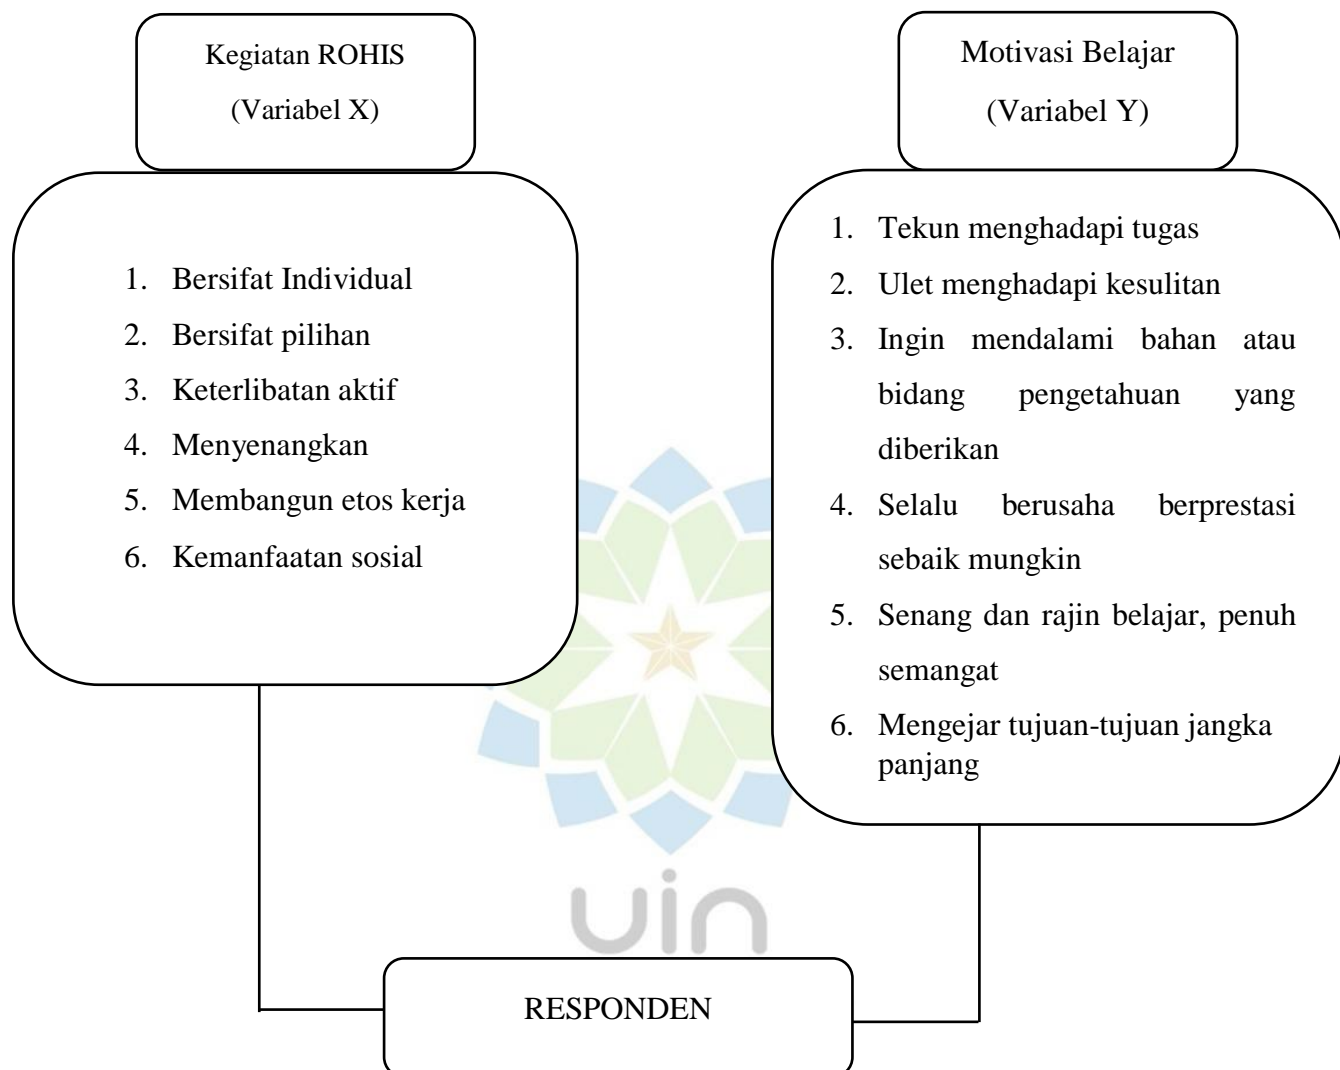 Kegiatan ROHIS
(Variabel X)
Motivasi Belajar
(Variabel Y)
1. Bersifat Individual
2. Bersifat pilihan
3. Keterlibatan aktif
4. Menyenangkan
5. Membangun etos kerja
6. Kemanfaatan sosial
1. Tekun menghadapi tugas
2. Ulet menghadapi kesulitan
3. Ingin mendalami bahan atau
bidang pengetahuan yang
diberikan
4. Selalu berusaha berprestasi
sebaik mungkin
5. Senang dan rajin belajar, penuh
semangat
6. Mengejar tujuan-tujuan jangka
panjang
uin
RESPONDEN